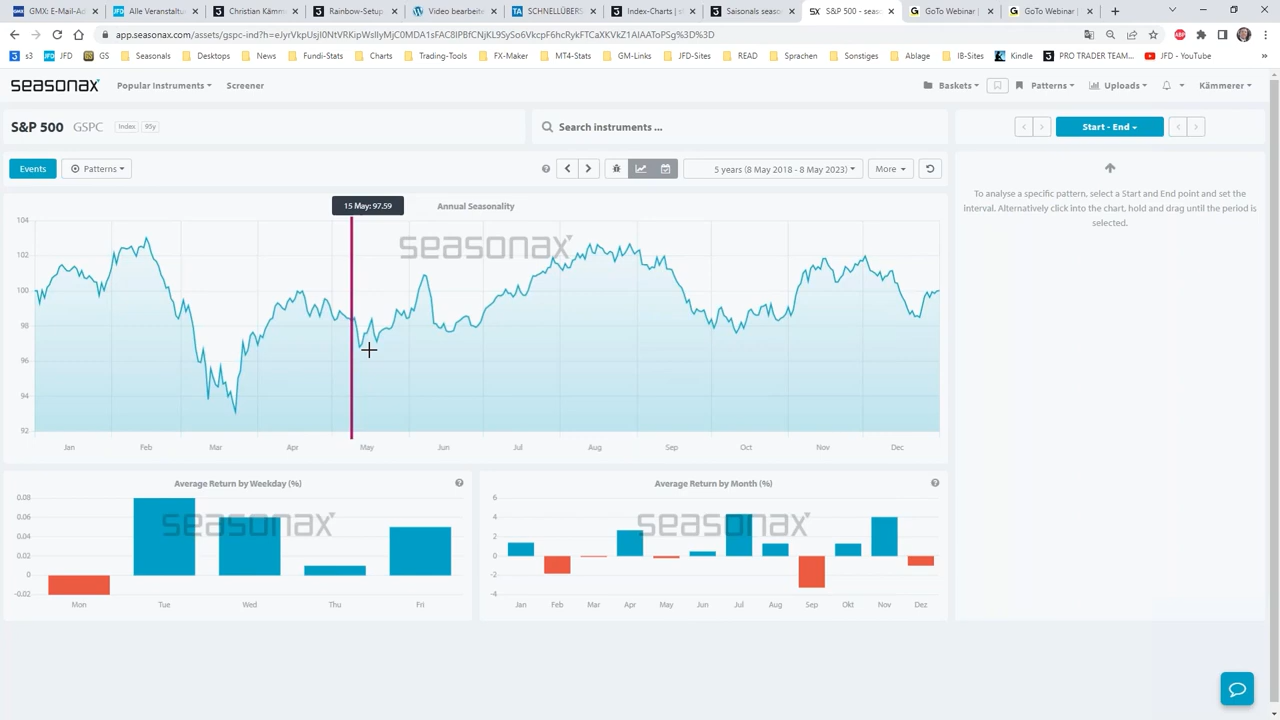 GMX: E-Mail-Ad
Alle Veranstaltu
Christian Kämm
Rainbow-Setup
Video bearbeite
SCHNELLÜBERS
Index-Charts | s
Saisonals seaso
S&P 500 - seas
GoTo Webinar |
GoTo Webinar |
app.seasonax.com/assets/gspc-ind?h=eJyrVkpUsjI0NtVRKipWsIlyMjC0MDA1sFAC8IPBfCNjKL9SySo6VkcpF6hcRykFTCaXKVkZ1AIAAToPSg%3D%3D
s3
JFD
GS
Seasonals
Desktops
News
Fundi-Stats
Charts
Trading-Tools
FX-Maker
MT4-Stats
GM-Links
JFD-Sites
READ
Sprachen
Sonstiges
Ablage
IB-Sites
Kindle
PRO TRADER TEAM...
JFD - YouTube
»
seasonax
Popular Instruments
Screener
Baskets
Patterns
Uploads
Kämmerer
S&P 500 GSPC Index 95y
Search instruments ...
Start - End
Events
Patterns
5 years (8 May 2018 - 8 May 2023)
More
To analyse a specific pattern, select a Start and End point and set the
interval. Alternatively click into the chart, hold and drag until the period is
selected.
15 May: 97.59
Annual Seasonality
seasonax
104
102
100
98
96
94
92
Jan Feb Mar Apr May Jun Jul Aug Sep Oct Nov Dec
Average Return by Weekday (%)
seasonax
0.08
0.06
0.04
0.02
0
-0.02
Mon Tue Wed Thu Fri
Average Return by Month (%)
seasonax
6
4
2
0
-2
-4
Jan Feb Mar Apr May Jun Jul Aug Sep Okt Nov Dez